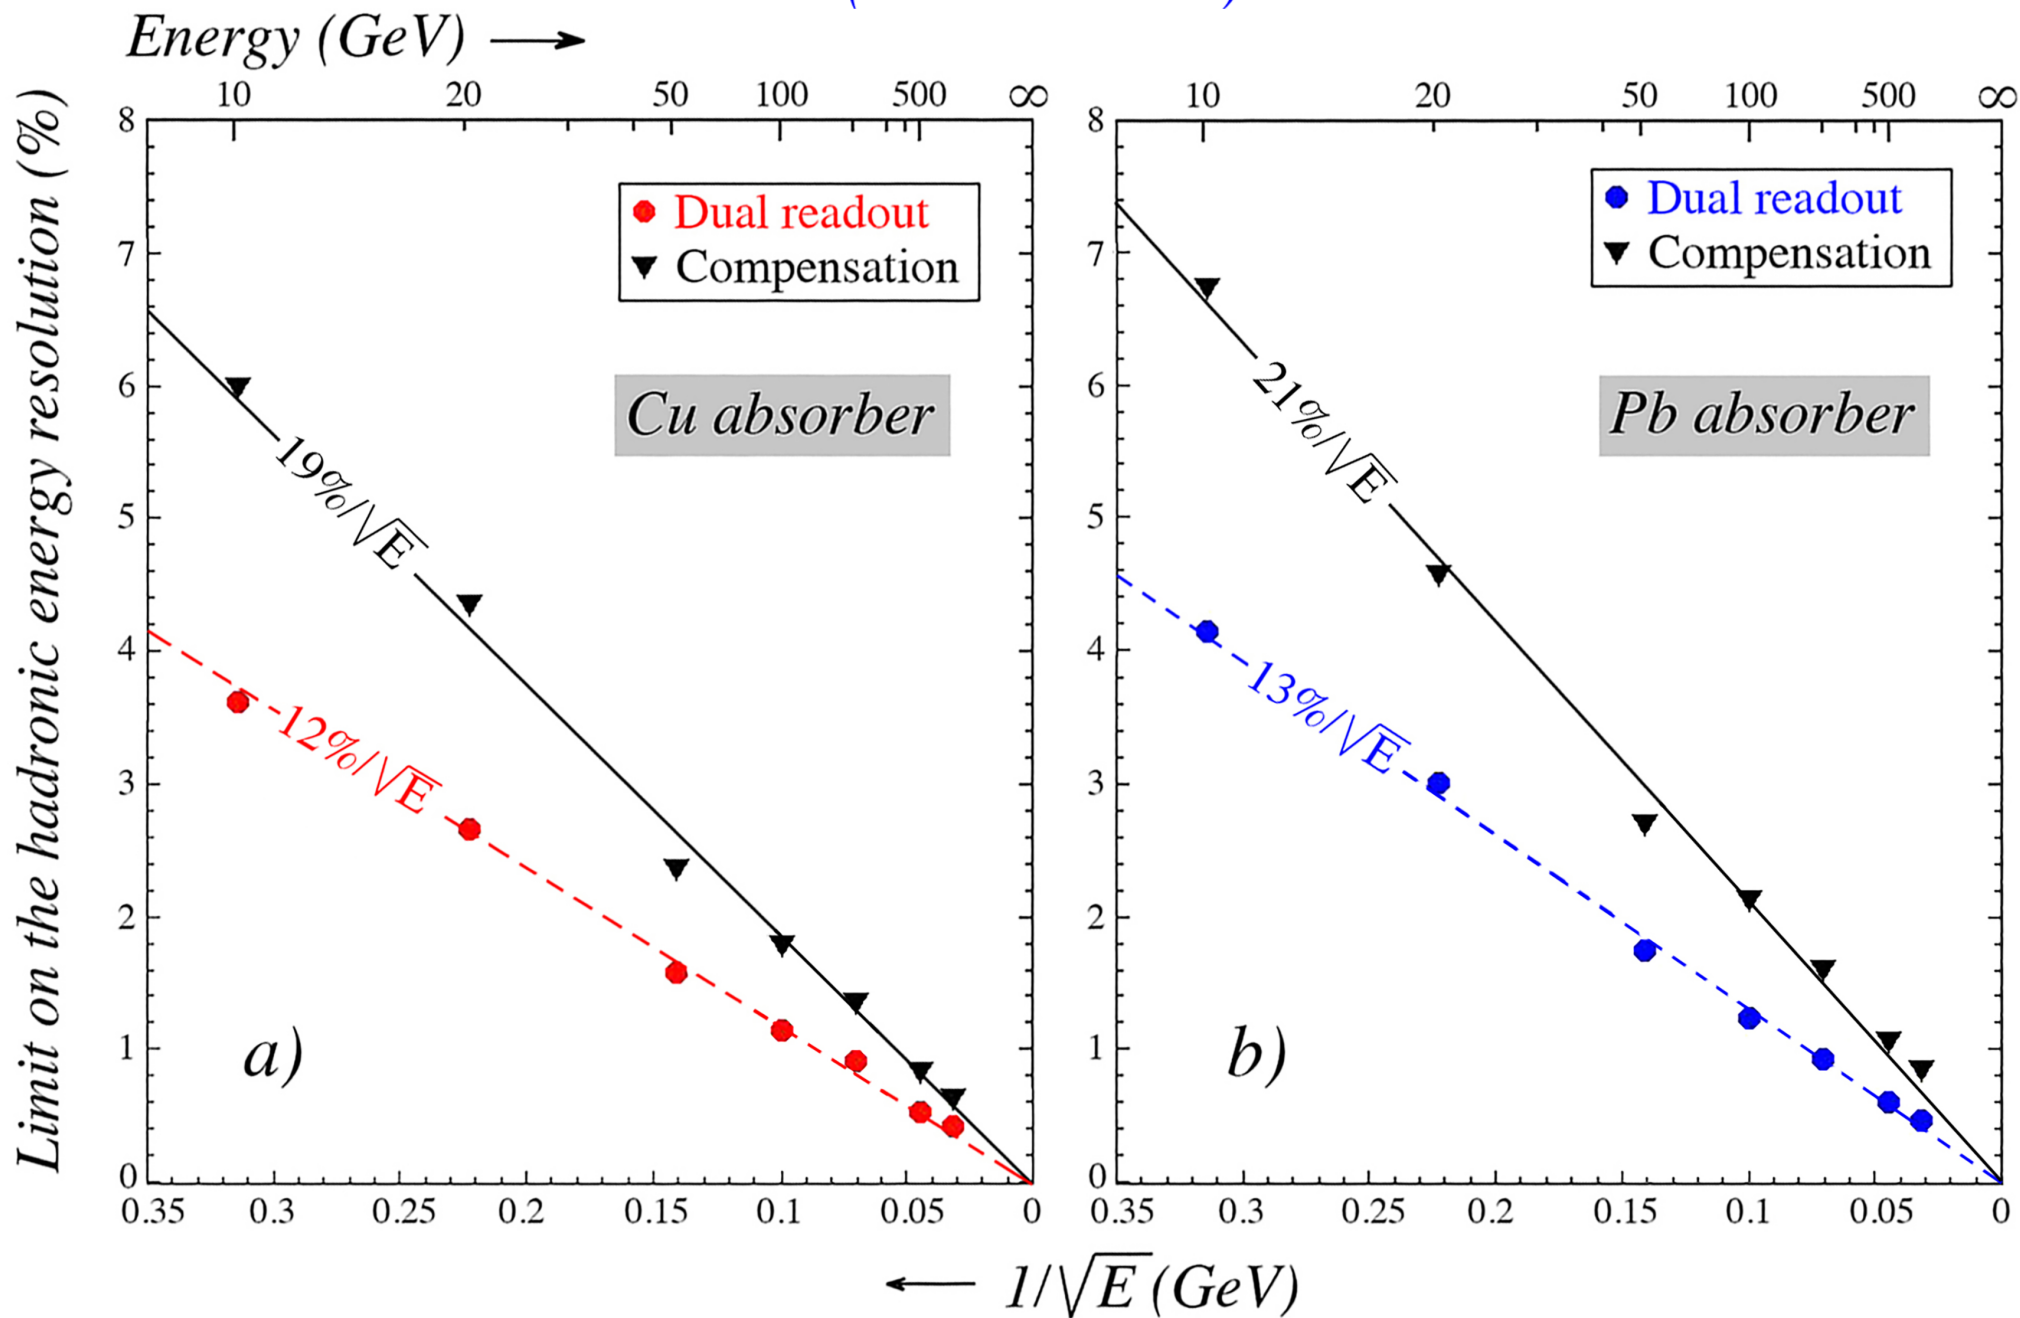 Energy (GeV) →
10 20 50 100 500 ∞
10 20 50 100 500 ∞
Limit on the hadronic energy resolution (%)
8
7
6
5
4
3
2
1
0
Dual readout
Compensation
Cu absorber
19%/√E
12%/√E
a)
0.35 0.3 0.25 0.2 0.15 0.1 0.05 0
8
7
6
5
4
3
2
1
0
Dual readout
Compensation
Pb absorber
21%/√E
13%/√E
b)
0.35 0.3 0.25 0.2 0.15 0.1 0.05 0
← 1/√E (GeV)